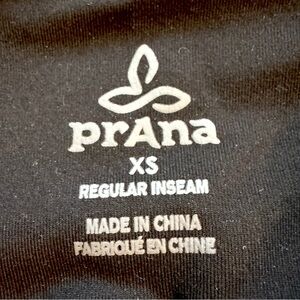 prAna
XS
REGULAR INSEAM
MADE IN CHINA
FABRIQUÉ EN CHINE